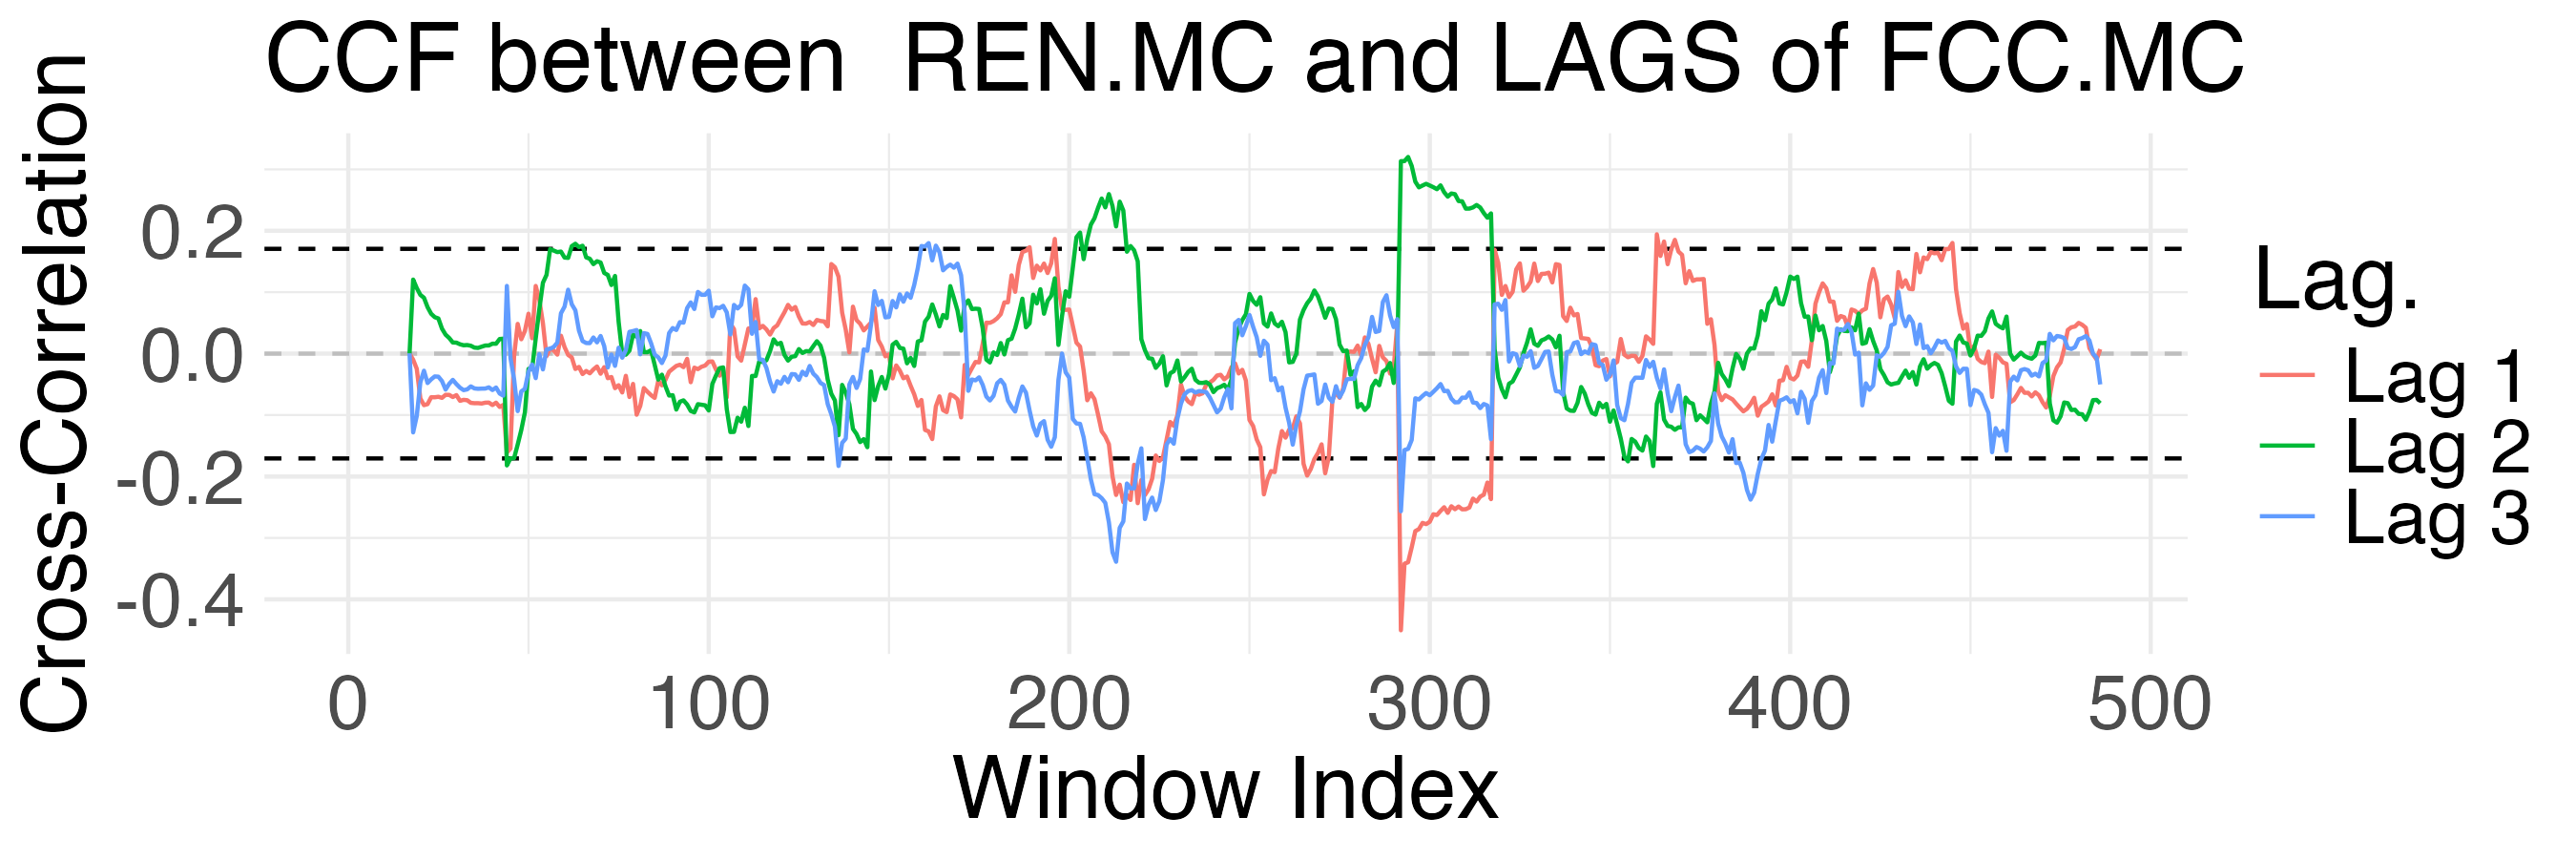 CCF between  REN.MC and LAGS of FCC.MC
Cross-Correlation
0.2
0.0
-0.2
-0.4
0 100 200 300 400 500
Window Index
Lag.
Lag 1
Lag 2
Lag 3